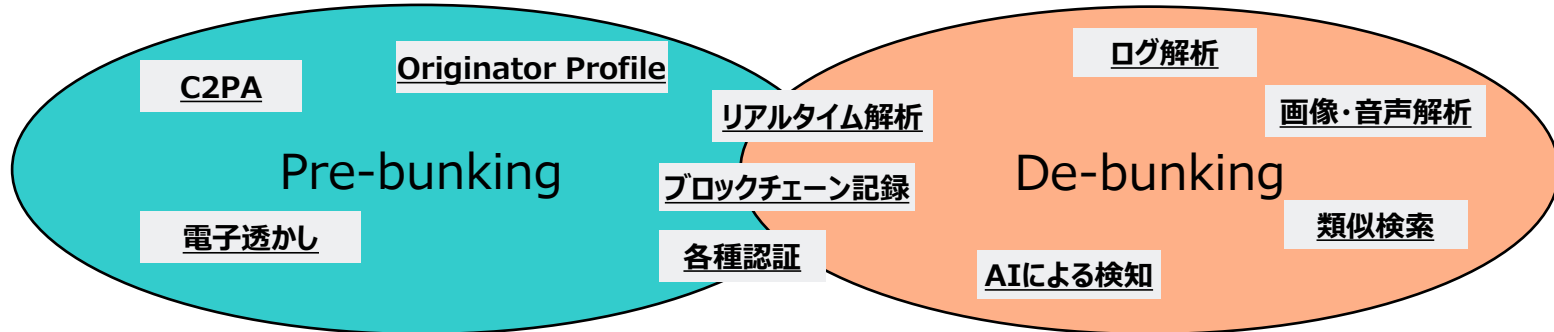 C2PA
Originator Profile
Pre-bunking
電子透かし
リアルタイム解析
ブロックチェーン記録
各種認証
ログ解析
画像・音声解析
De-bunking
類似検索
AIによる検知